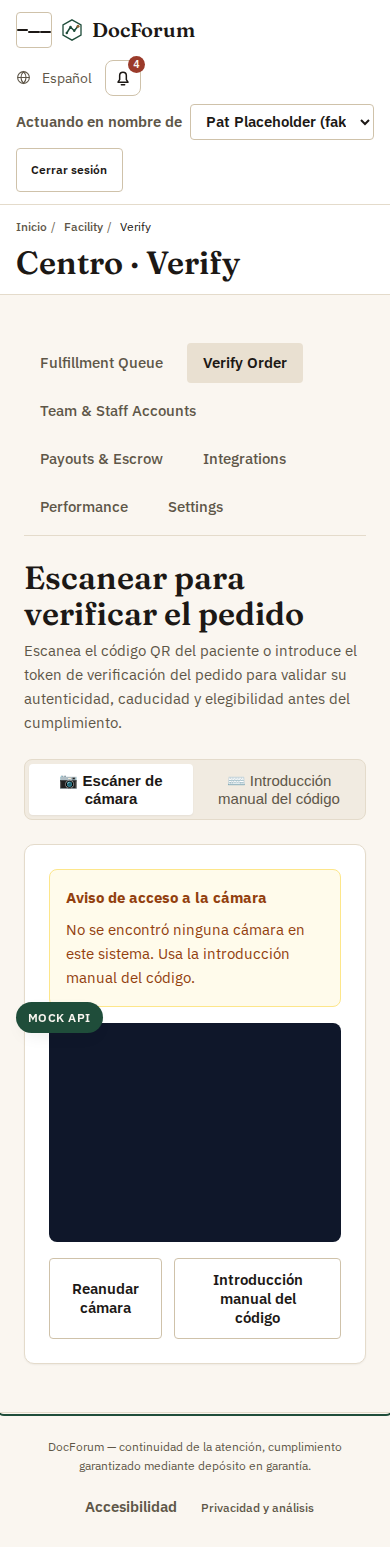 DocForum
Español
4
Actuando en nombre de
Pat Placeholder (fak
Cerrar sesión
Inicio / Facility / Verify
Centro · Verify
Fulfillment Queue
Verify Order
Team & Staff Accounts
Payouts & Escrow
Integrations
Performance
Settings
Escanear para
verificar el pedido
Escanea el código QR del paciente o introduce el
token de verificación del pedido para validar su
autenticidad, caducidad y elegibilidad antes del
cumplimiento.
Escáner de
cámara
Introducción
manual del código
Aviso de acceso a la cámara
No se encontró ninguna cámara en
este sistema. Usa la introducción
manual del código.
MOCK API
Reanudar
cámara
Introducción
manual del
código
DocForum — continuidad de la atención, cumplimiento
garantizado mediante depósito en garantía.
Accesibilidad
Privacidad y análisis